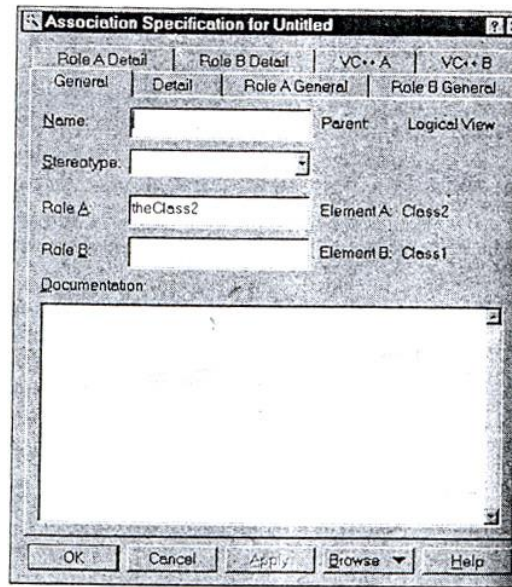 Association Specification for Untitled
Role A Detail Role B Detail VC++ A VC++ B
General Detail Role A General Role B General
Name: Parent: Logical View
Stereotype:
Role A: theClass2 Element A: Class2
Role B: Element B: Class1
Documentation:
OK Cancel Apply Browse Help